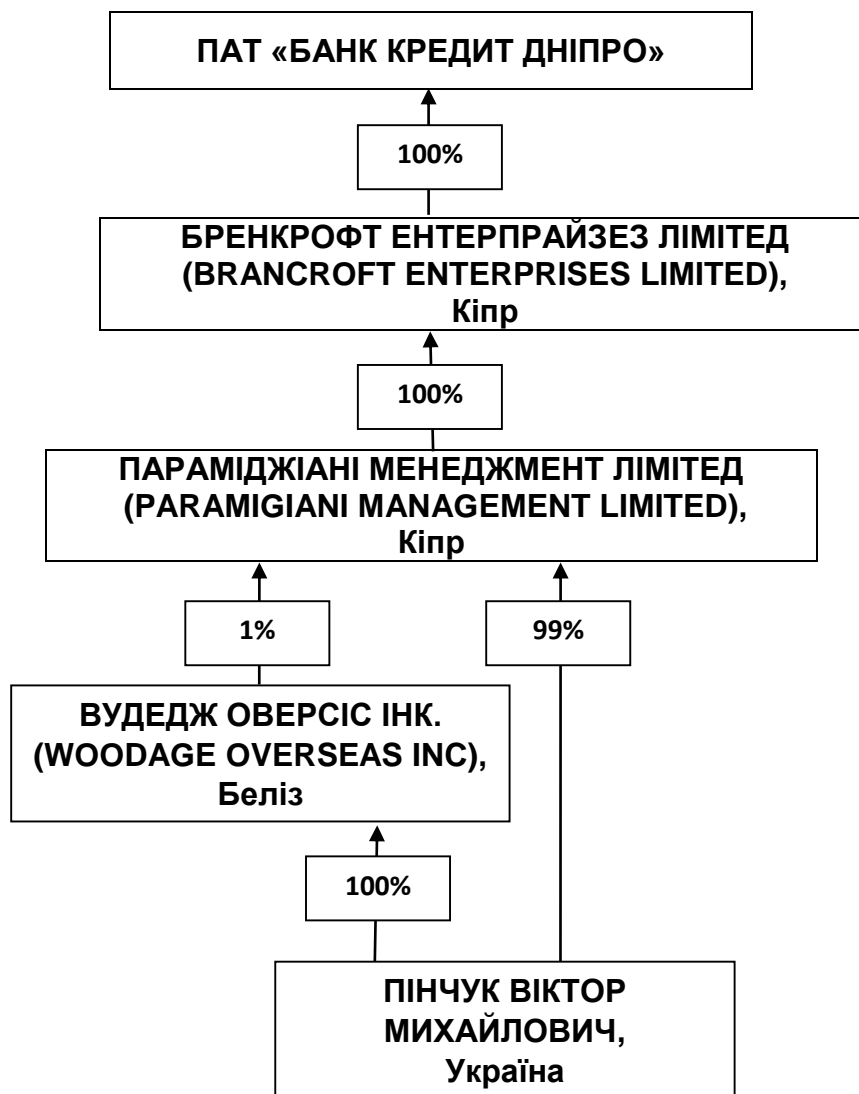 ПАТ «БАНК КРЕДИТ ДНІПРО»
100%
БРЕНКРОФТ ЕНТЕРПРАЙЗЕЗ ЛІМІТЕД
(BRANCROFT ENTERPRISES LIMITED),
Кіпр
100%
ПАРАМІДЖІАНІ МЕНЕДЖМЕНТ ЛІМІТЕД
(PARAMIGIANI MANAGEMENT LIMITED),
Кіпр
1%
99%
ВУДЕДЖ ОВЕРСІС ІНК.
(WOODAGE OVERSEAS INC),
Беліз
100%
ПІНЧУК ВІКТОР
МИХАЙЛОВИЧ,
Україна